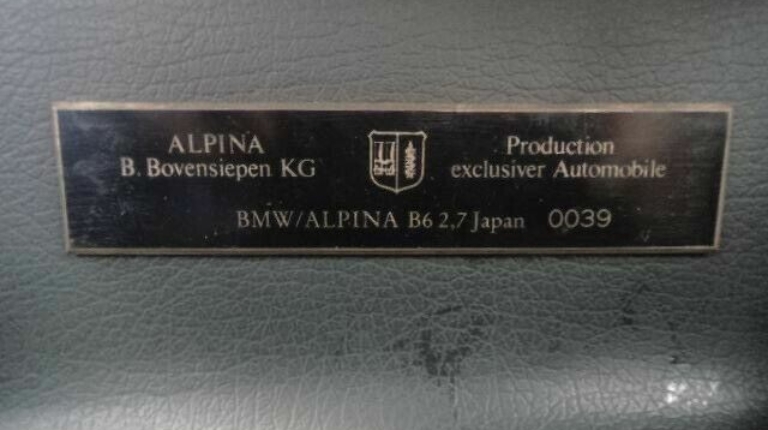 ALPINA
B. Bovensiepen KG
Production
exclusiver Automobile
BMW/ALPINA B6 2,7 Japan 0039